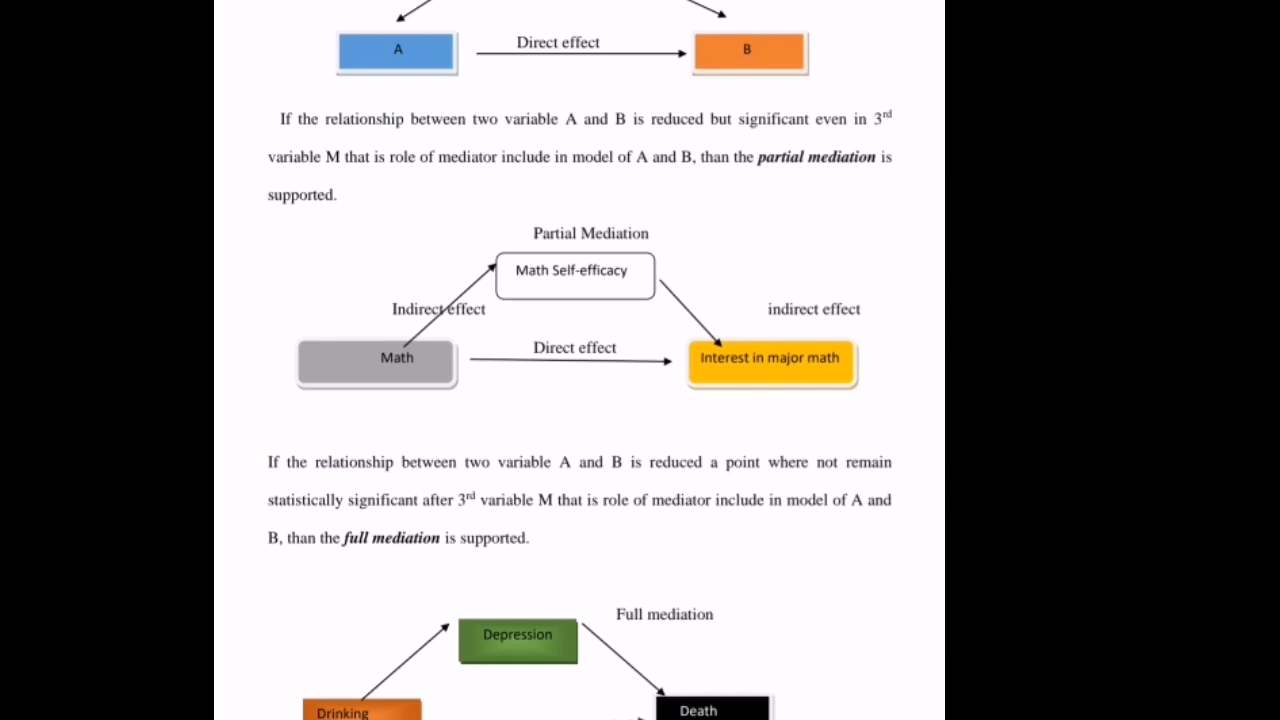 Direct effect
A
B
If the relationship between two variable A and B is reduced but significant even in 3rd
variable M that is role of mediator include in model of A and B, than the partial mediation is
supported.
Partial Mediation
Math Self-efficacy
Indirect effect
indirect effect
Direct effect
Math
Interest in major math
If the relationship between two variable A and B is reduced a point where not remain
statistically significant after 3rd variable M that is role of mediator include in model of A and
B, than the full mediation is supported.
Full mediation
Depression
Drinking
Death